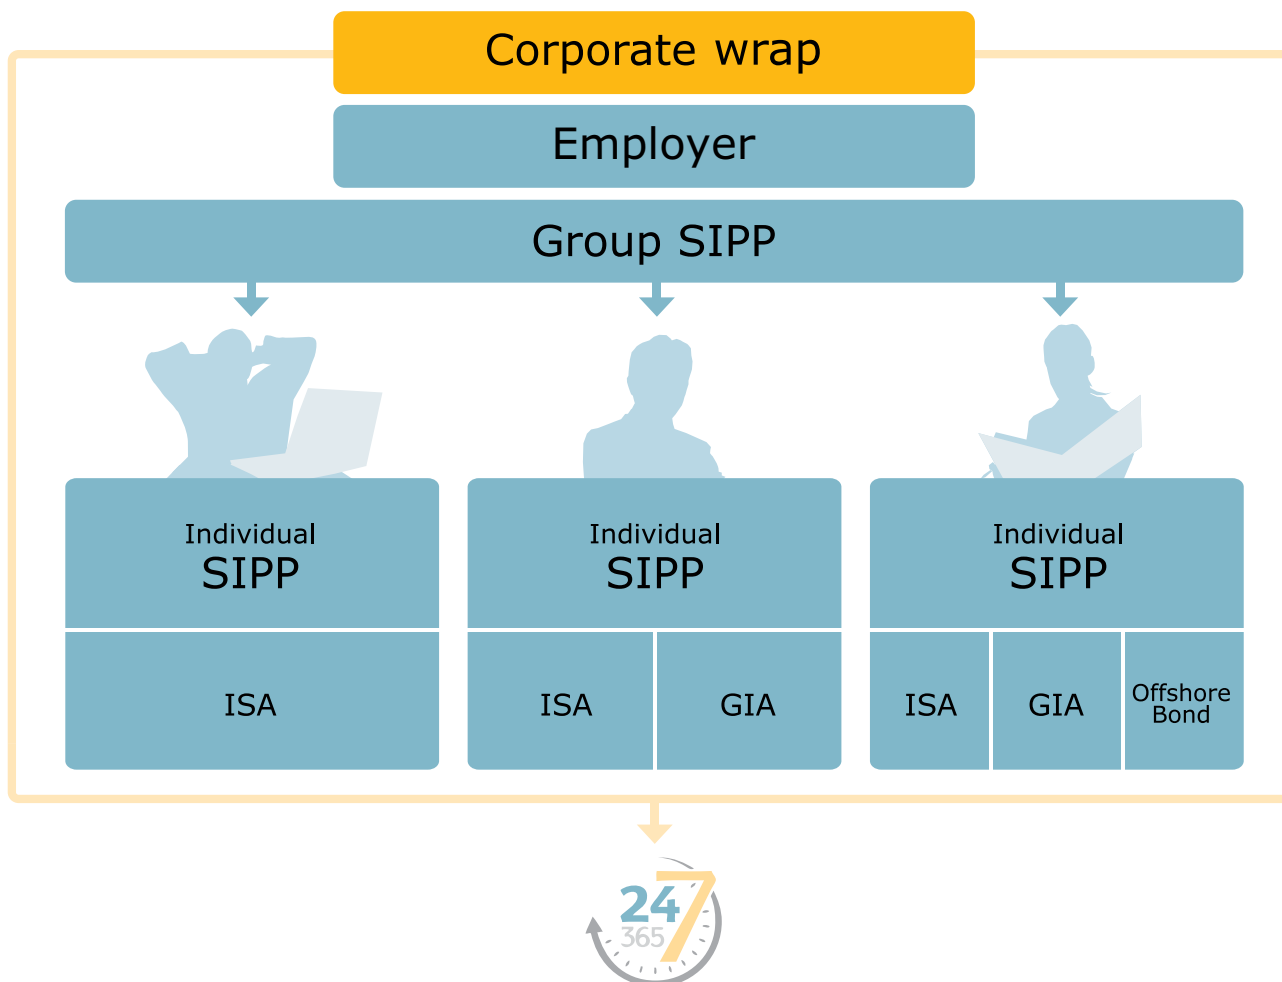 Corporate wrap
Employer
Group SIPP
Individual
SIPP
ISA
Individual
SIPP
ISA
GIA
Individual
SIPP
ISA
GIA
Offshore
Bond
24 7
365